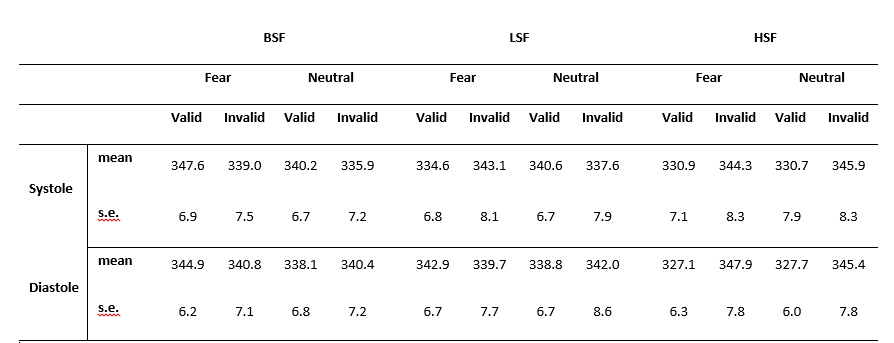 BSF LSF HSF
Fear Neutral Fear Neutral Fear Neutral
Valid Invalid Valid Invalid Valid Invalid Valid Invalid Valid Invalid Valid Invalid
Systole mean 347.6 339.0 340.2 335.9 334.6 343.1 340.6 337.6 330.9 344.3 330.7 345.9
s.e. 6.9 7.5 6.7 7.2 6.8 8.1 6.7 7.9 7.1 8.3 7.9 8.3
Diastole mean 344.9 340.8 338.1 340.4 342.9 339.7 338.8 342.0 327.1 347.9 327.7 345.4
s.e. 6.2 7.1 6.8 7.2 6.7 7.7 6.7 8.6 6.3 7.8 6.0 7.8